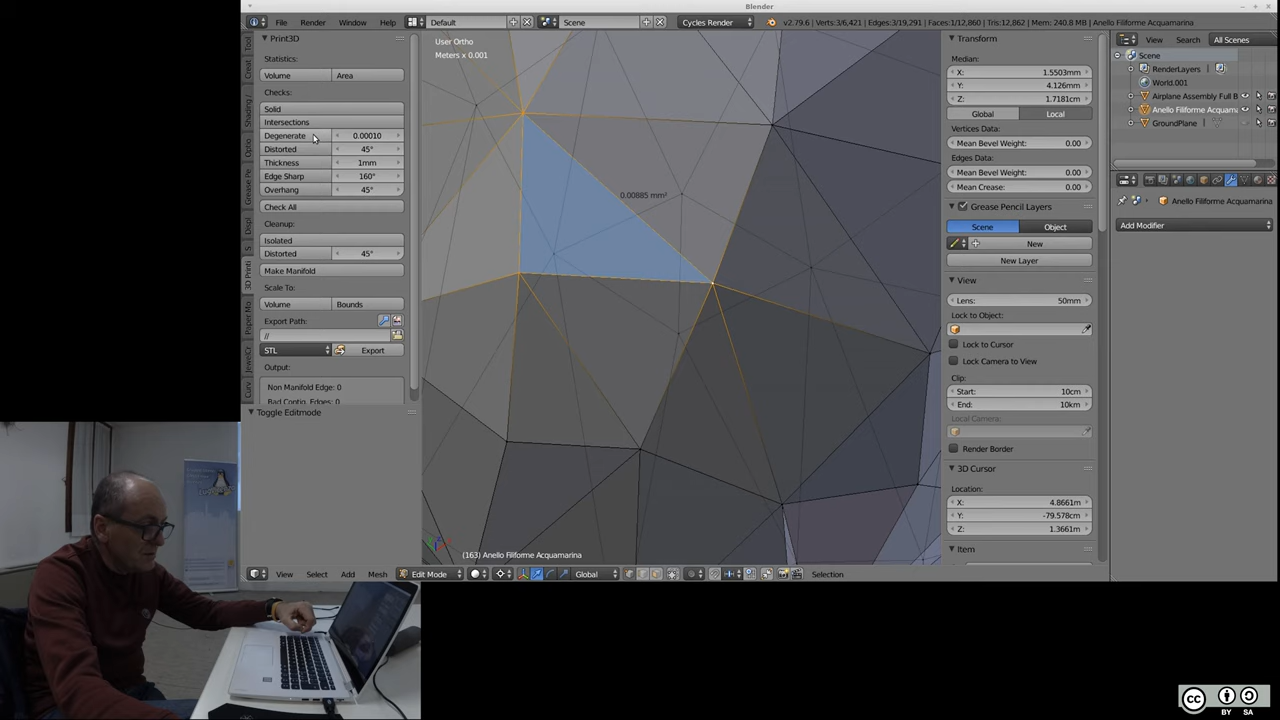 Blender
File Render Window Help Default Scene Cycles Render v2.79.6 | Verts:3/6,421 | Edges:3/19,291 | Faces:1/12,860 | Tris:12,862 | Mem: 240.8 MB | Anello Filiforme Acquamarina
Print3D
Statistics:
Volume Area
Checks:
Solid
Intersections
Degenerate 0.00010
Distorted 45°
Thickness 1mm
Edge Sharp 160°
Overhang 45°
Check All
Cleanup:
Isolated
Distorted 45°
Make Manifold
Scale To:
Volume Bounds
Export Path:
//
STL Export
Output:
Non Manifold Edge: 0
Bad Contig. Edges: 0
Toggle Editmode
User Ortho
Meters x 0.001
0.00885 mm²
(163) Anello Filiforme Acquamarina
View Select Add Mesh Edit Mode Global Selection
Transform
Median:
X: 1.5503mm
Y: 4.126mm
Z: 1.7181cm
Global Local
Vertices Data:
Mean Bevel Weight: 0.00
Edges Data:
Mean Bevel Weight: 0.00
Mean Crease: 0.00
Grease Pencil Layers
Scene Object
New
New Layer
View
Lens: 50mm
Lock to Object:
Lock to Cursor
Lock Camera to View
Clip:
Start: 10cm
End: 10km
Local Camera:
Render Border
3D Cursor
Location:
X: 4.8661m
Y: -79.578cm
Z: 1.3661m
Item
View Search All Scenes
Scene
RenderLayers
World.001
Airplane Assembly Full B
Anello Filiforme Acquama
GroundPlane
Anello Filiforme Acquamarina
Add Modifier
CC BY SA